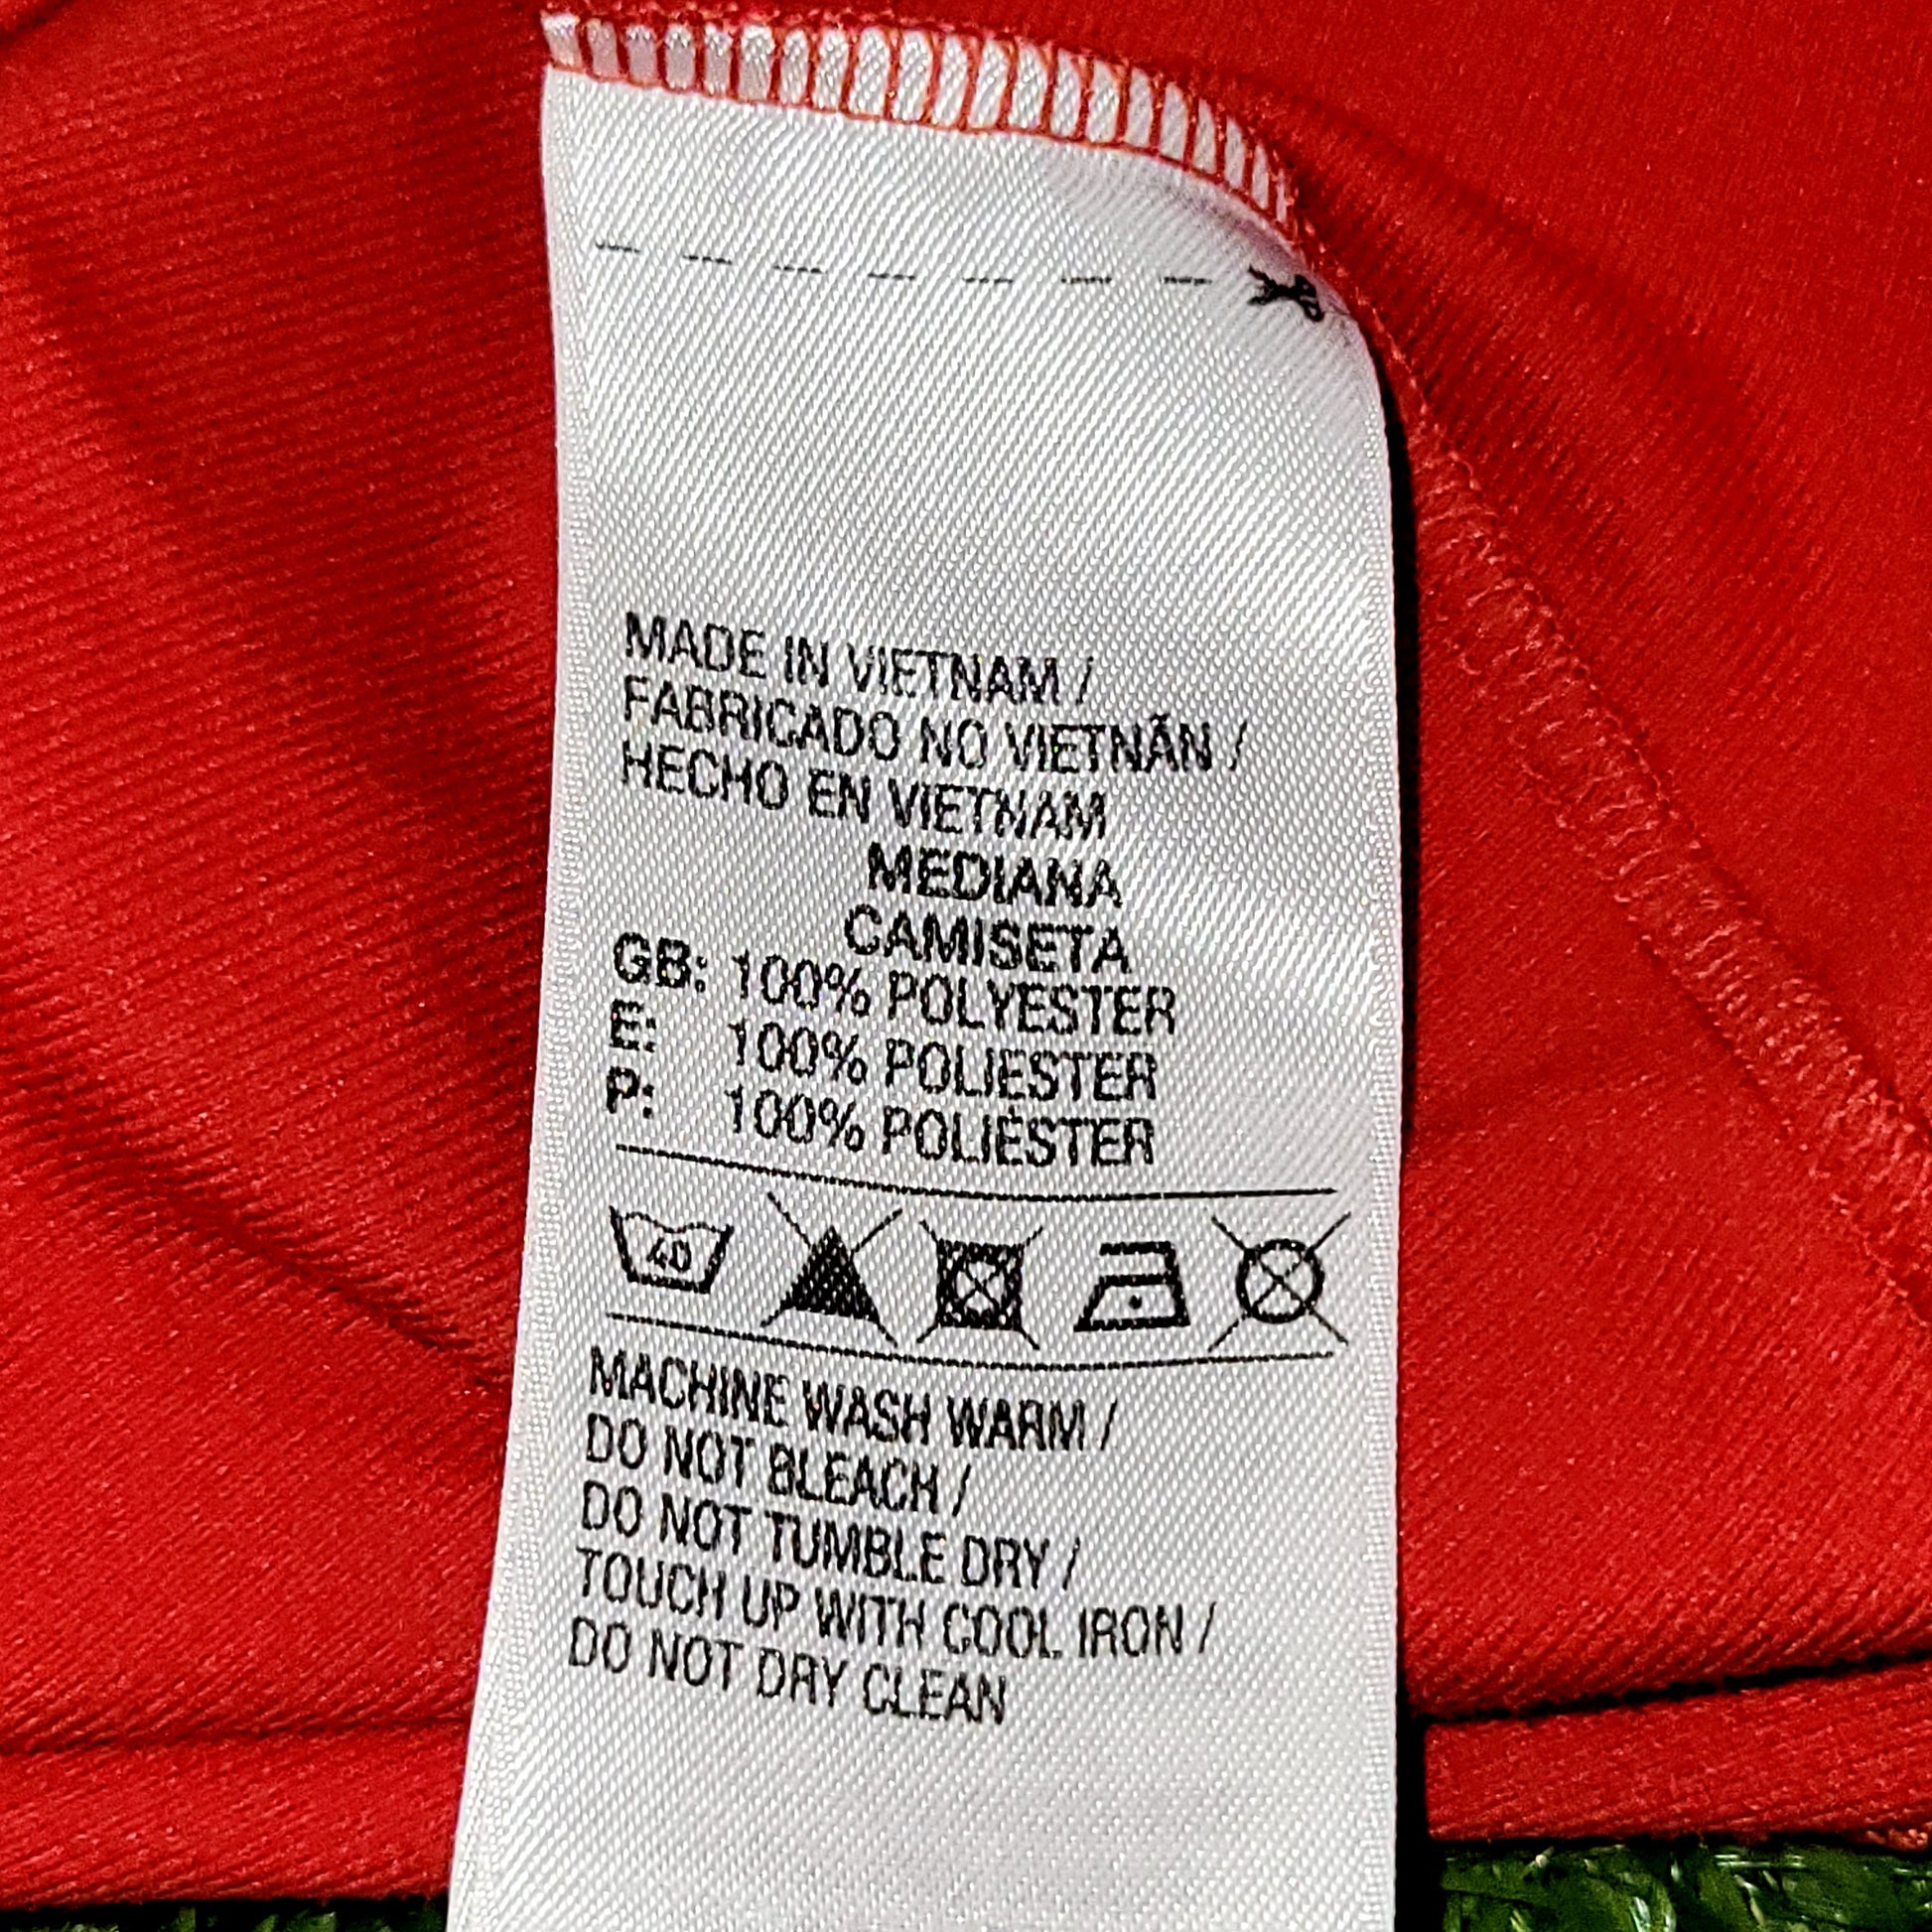 MADE IN VIETNAM /
FABRICADO NO VIETNÃN /
HECHO EN VIETNAM
MEDIANA
CAMISETA
GB: 100% POLYESTER
E: 100% POLIESTER
P: 100% POLIÉSTER
40
MACHINE WASH WARM /
DO NOT BLEACH /
DO NOT TUMBLE DRY /
TOUCH UP WITH COOL IRON /
DO NOT DRY CLEAN